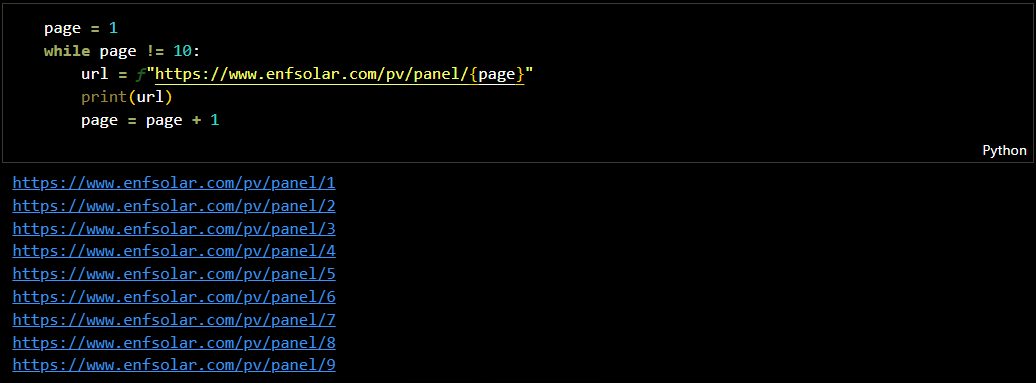 page = 1
while page != 10:
    url = f"https://www.enfsolar.com/pv/panel/{page}"
    print(url)
    page = page + 1
Python
https://www.enfsolar.com/pv/panel/1
https://www.enfsolar.com/pv/panel/2
https://www.enfsolar.com/pv/panel/3
https://www.enfsolar.com/pv/panel/4
https://www.enfsolar.com/pv/panel/5
https://www.enfsolar.com/pv/panel/6
https://www.enfsolar.com/pv/panel/7
https://www.enfsolar.com/pv/panel/8
https://www.enfsolar.com/pv/panel/9